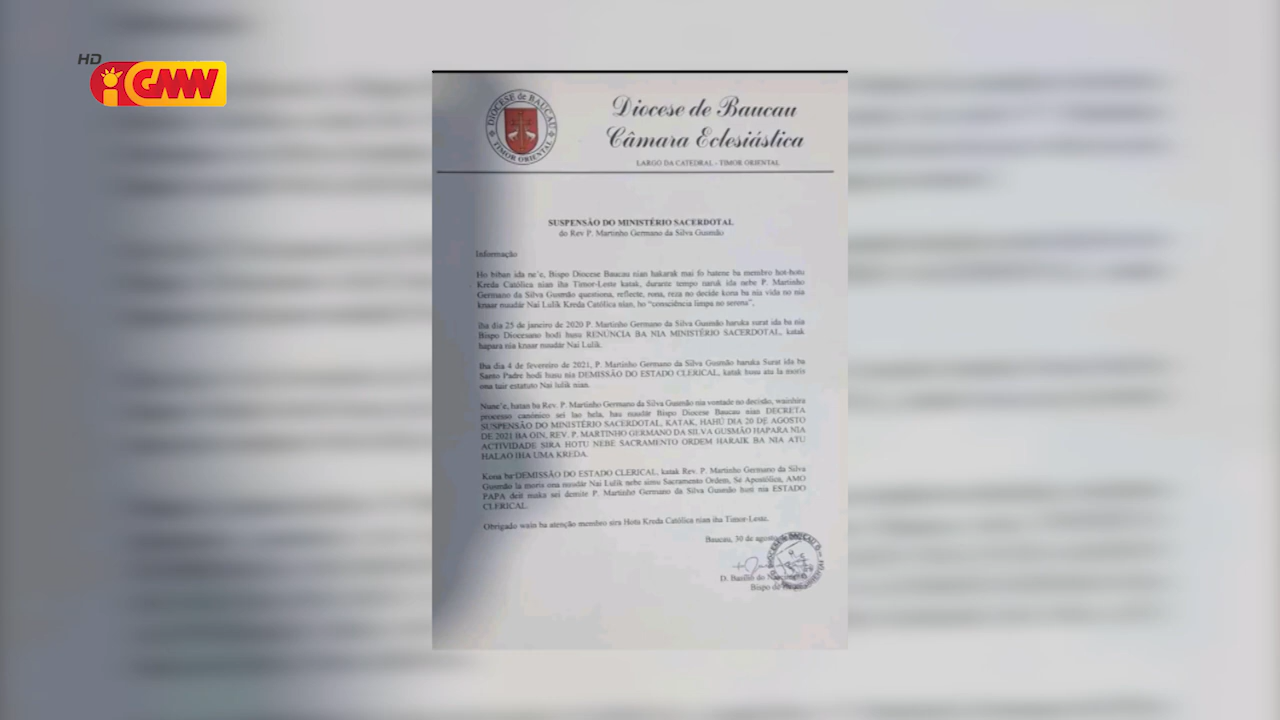 HD
GMN
DIOCESE de BAUCAU
TIMOR ORIENTAL
Diocese de Baucau
Câmara Eclesiástica
LARGO DA CATEDRAL - TIMOR ORIENTAL
SUSPENSÃO DO MINISTÉRIO SACERDOTAL
do Rev P. Martinho Germano da Silva Gusmão
Informação
Ho biban ida ne'e, Bispo Diocese Baucau nian hakarak mai fo hatene ba membro hot-hotu
Kreda Católica nian iha Timor-Leste katak, durante tempo naruk ida nebe P. Martinho
Germano da Silva Gusmão questiona, reflecte, rona, reza no decide kona ba nia vida no nia
knaar nuudár Nai Lulik Kreda Católica nian, ho "consciência limpa no serena",
iha dia 25 de janeiro de 2020 P. Martinho Germano da Silva Gusmão haruka surat ida ba nia
Bispo Diocesano hodi husu RENÚNCIA BA NIA MINISTÉRIO SACERDOTAL, katak
hapara nia knaar nuudár Nai Lulik.
Iha dia 4 de fevereiro de 2021, P. Martinho Germano da Silva Gusmão haruka Surat ida ba
Santo Padre hodi husu nia DEMISSÃO DO ESTADO CLERICAL, katak husu atu la moris
ona tuir estatuto Nai lulik nian.
Nune'e, hatan ba Rev. P. Martinho Germano da Silva Gusmão nia vontade no decisão, wainhira
processo canónico sei lao hela, hau nuudár Bispo Diocese Baucau nian DECRETA
SUSPENSÃO DO MINISTÉRIO SACERDOTAL, KATAK, HAHÚ DIA 20 DE AGOSTO
DE 2021 BA OIN, REV. P. MARTINHO GERMANO DA SILVA GUSMÃO HAPARA NIA
ACTIVIDADE SIRA HOTU NEBE SACRAMENTO ORDEM HARAIK BA NIA ATU
HALAO IHA UMA KREDA.
Kona ba DEMISSÃO DO ESTADO CLERICAL, katak Rev. P. Martinho Germano da Silva
Gusmão la moris ona nuudár Nai Lulik nebe simu Sacramento Ordem, Sé Apostólica, AMO
PAPA deit maka sei demite P. Martinho Germano da Silva Gusmão husi nia ESTADO
CLERICAL.
Obrigado wain ba atenção membro sira Hotu Kreda Católica nian iha Timor-Leste.
Baucau, 30 de agosto
D. Basílio do Nascimento
Bispo de